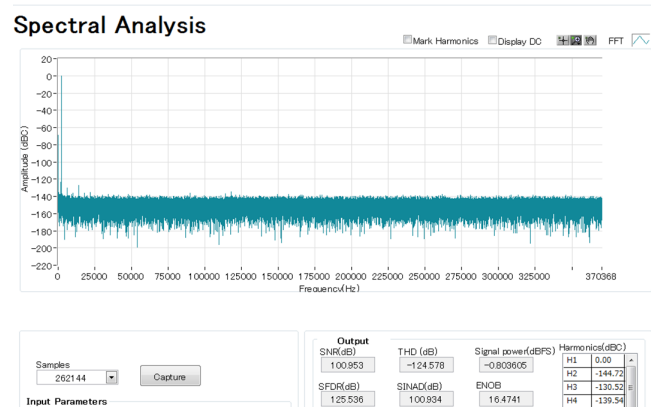 Spectral Analysis
Mark Harmonics Display DC FFT
20
0
-20
-40
-60
-80
-100
-120
-140
-160
-180
-200
-220
Amplitude (dBC)
0 25000 50000 75000 100000 125000 150000 175000 200000 225000 250000 275000 300000 325000 370368
Frequency(Hz)
Samples
262144
Capture
Input Parameters
Output
SNR(dB) THD (dB) Signal power(dBFS) Harmonics(dBC)
100.953 -124.578 -0.803605
SFDR(dB) SINAD(dB) ENOB
125.536 100.934 16.4741
H1 0.00
H2 -144.72
H3 -130.52
H4 -139.54